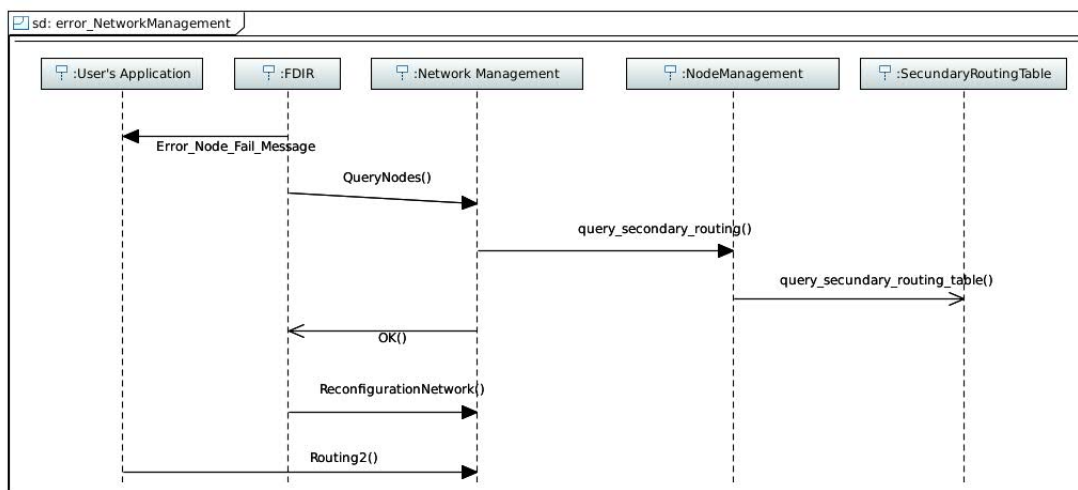 sd: error_NetworkManagement
:User's Application
:FDIR
:Network Management
:NodeManagement
:SecundaryRoutingTable
Error_Node_Fail_Message
QueryNodes()
query_secondary_routing()
query_secundary_routing_table()
OK()
ReconfigurationNetwork()
Routing2()